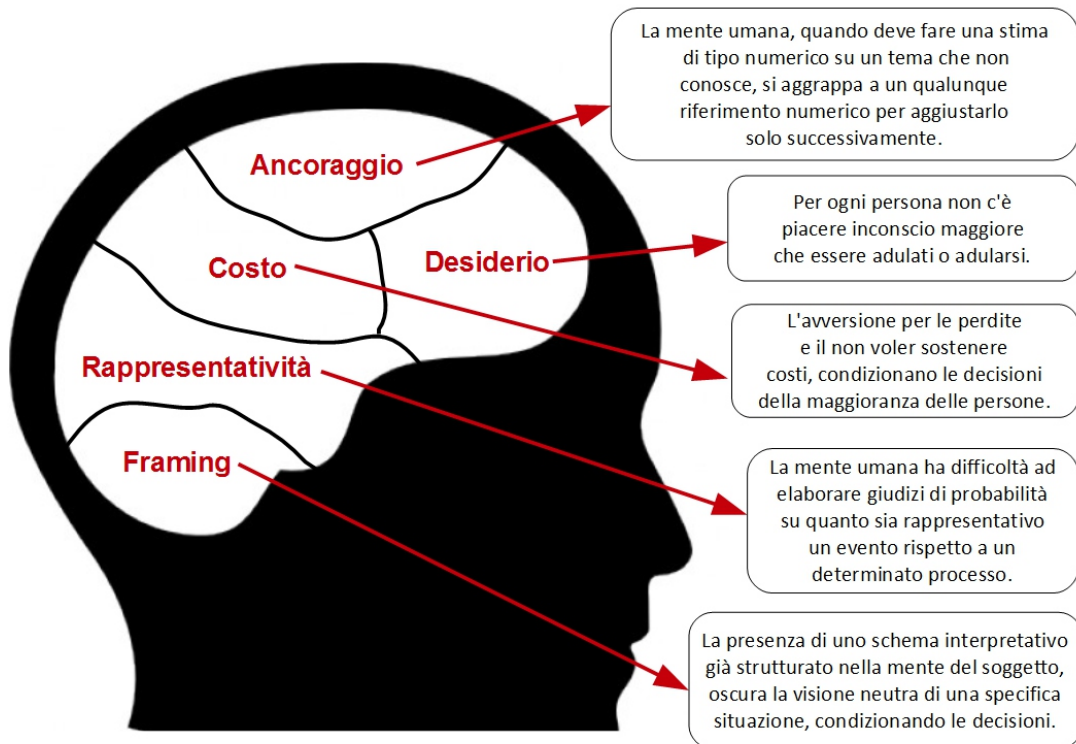 La mente umana, quando deve fare una stima
di tipo numerico su un tema che non
conosce, si aggrappa a un qualunque
riferimento numerico per aggiustarlo
solo successivamente.
Ancoraggio
Per ogni persona non c'è
piacere inconscio maggiore
che essere adulati o adularsi.
Desiderio
Costo
L'avversione per le perdite
e il non voler sostenere
costi, condizionano le decisioni
della maggioranza delle persone.
Rappresentatività
La mente umana ha difficoltà ad
elaborare giudizi di probabilità
su quanto sia rappresentativo
un evento rispetto a un
determinato processo.
Framing
La presenza di uno schema interpretativo
già strutturato nella mente del soggetto,
oscura la visione neutra di una specifica
situazione, condizionando le decisioni.